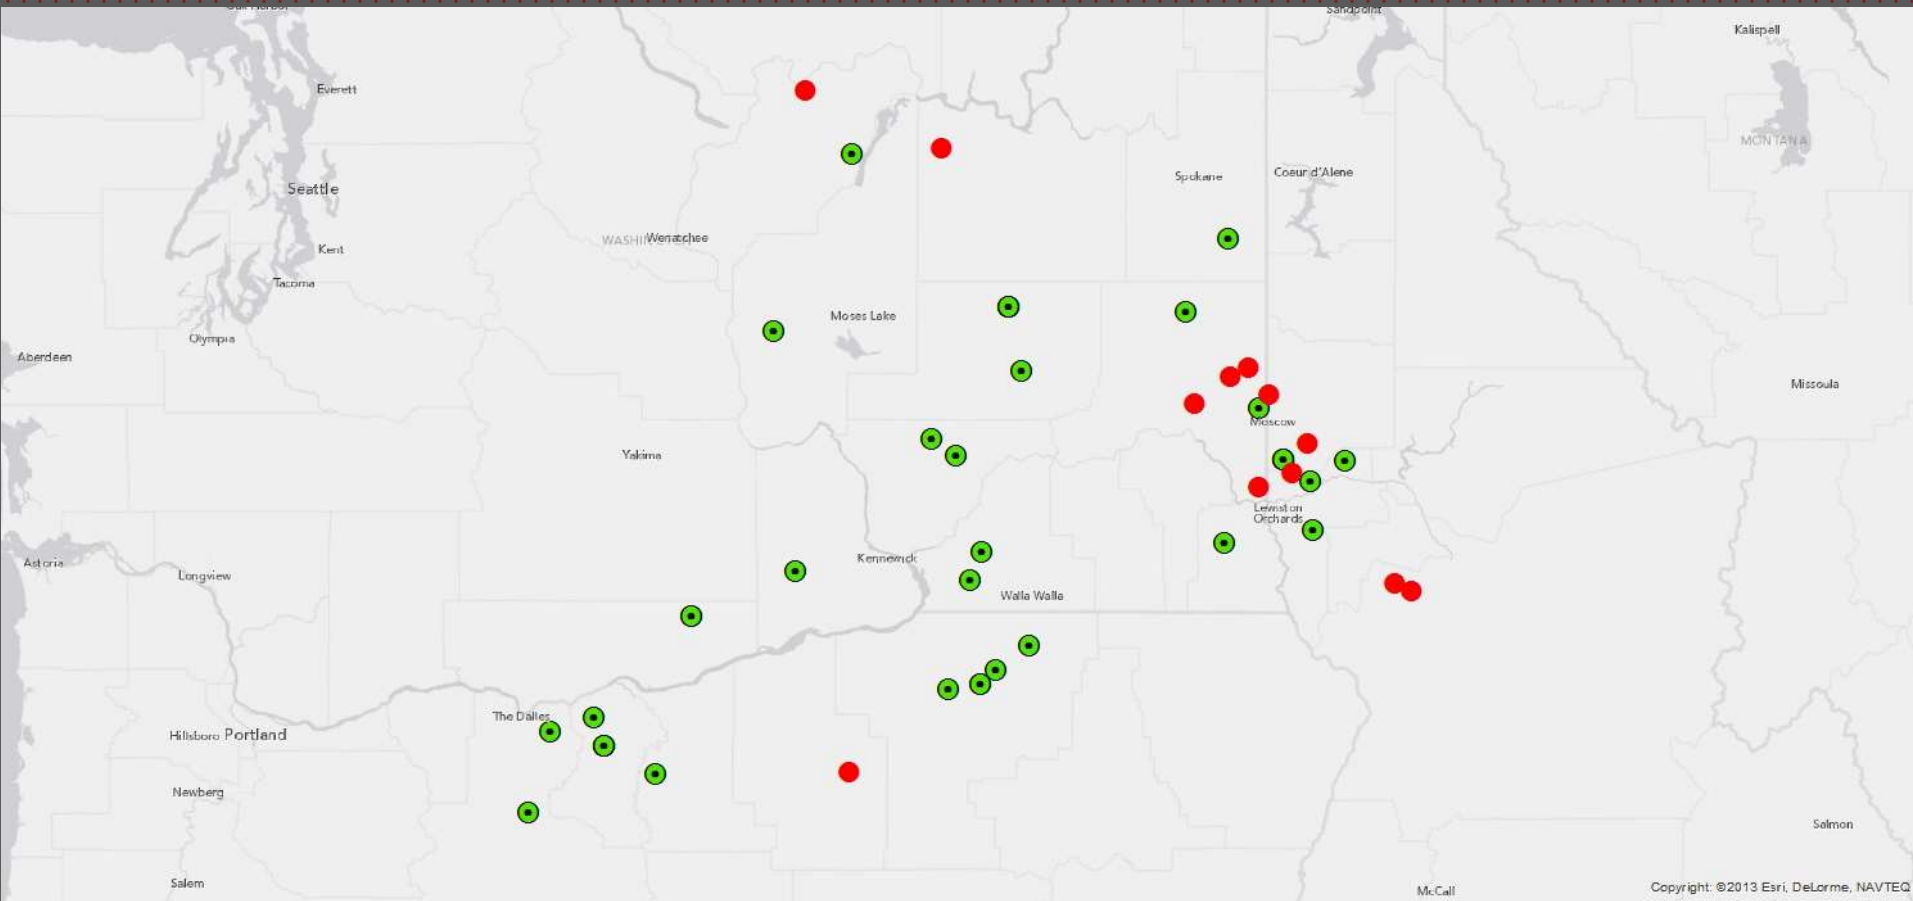 Sandpoint
Kalispell
Everett
MONTANA
Spokane
Coeur d'Alene
Seattle
Wenatchee
Kent
Tacoma
Moses Lake
Olympia
Aberdeen
Missoula
Moscow
Yakima
Lewiston
Orchards
Astoria
Longview
Kennewick
Walla Walla
The Dalles
Hillsboro
Portland
Newberg
Salmon
Salem
McCall
Copyright: ©2013 Esri, DeLorme, NAVTEQ